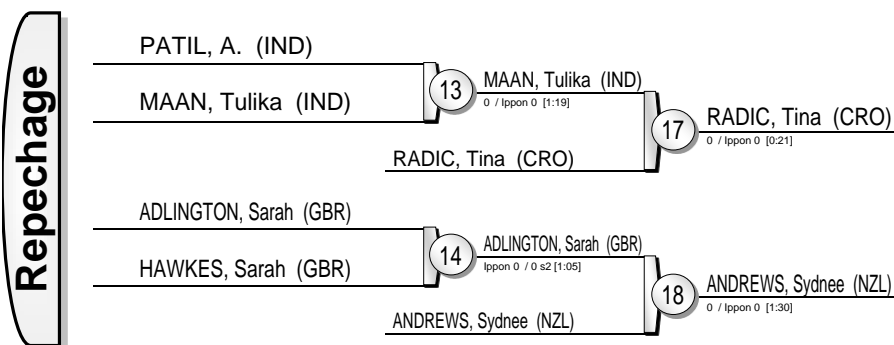 Repechage
PATIL, A. (IND)
MAAN, Tulika (IND)
13
MAAN, Tulika (IND)
0 / Ippon 0 [1:19]
RADIC, Tina (CRO)
17
RADIC, Tina (CRO)
0 / Ippon 0 [0:21]
ADLINGTON, Sarah (GBR)
HAWKES, Sarah (GBR)
14
ADLINGTON, Sarah (GBR)
Ippon 0 / 0 s2 [1:05]
ANDREWS, Sydnee (NZL)
18
ANDREWS, Sydnee (NZL)
0 / Ippon 0 [1:30]